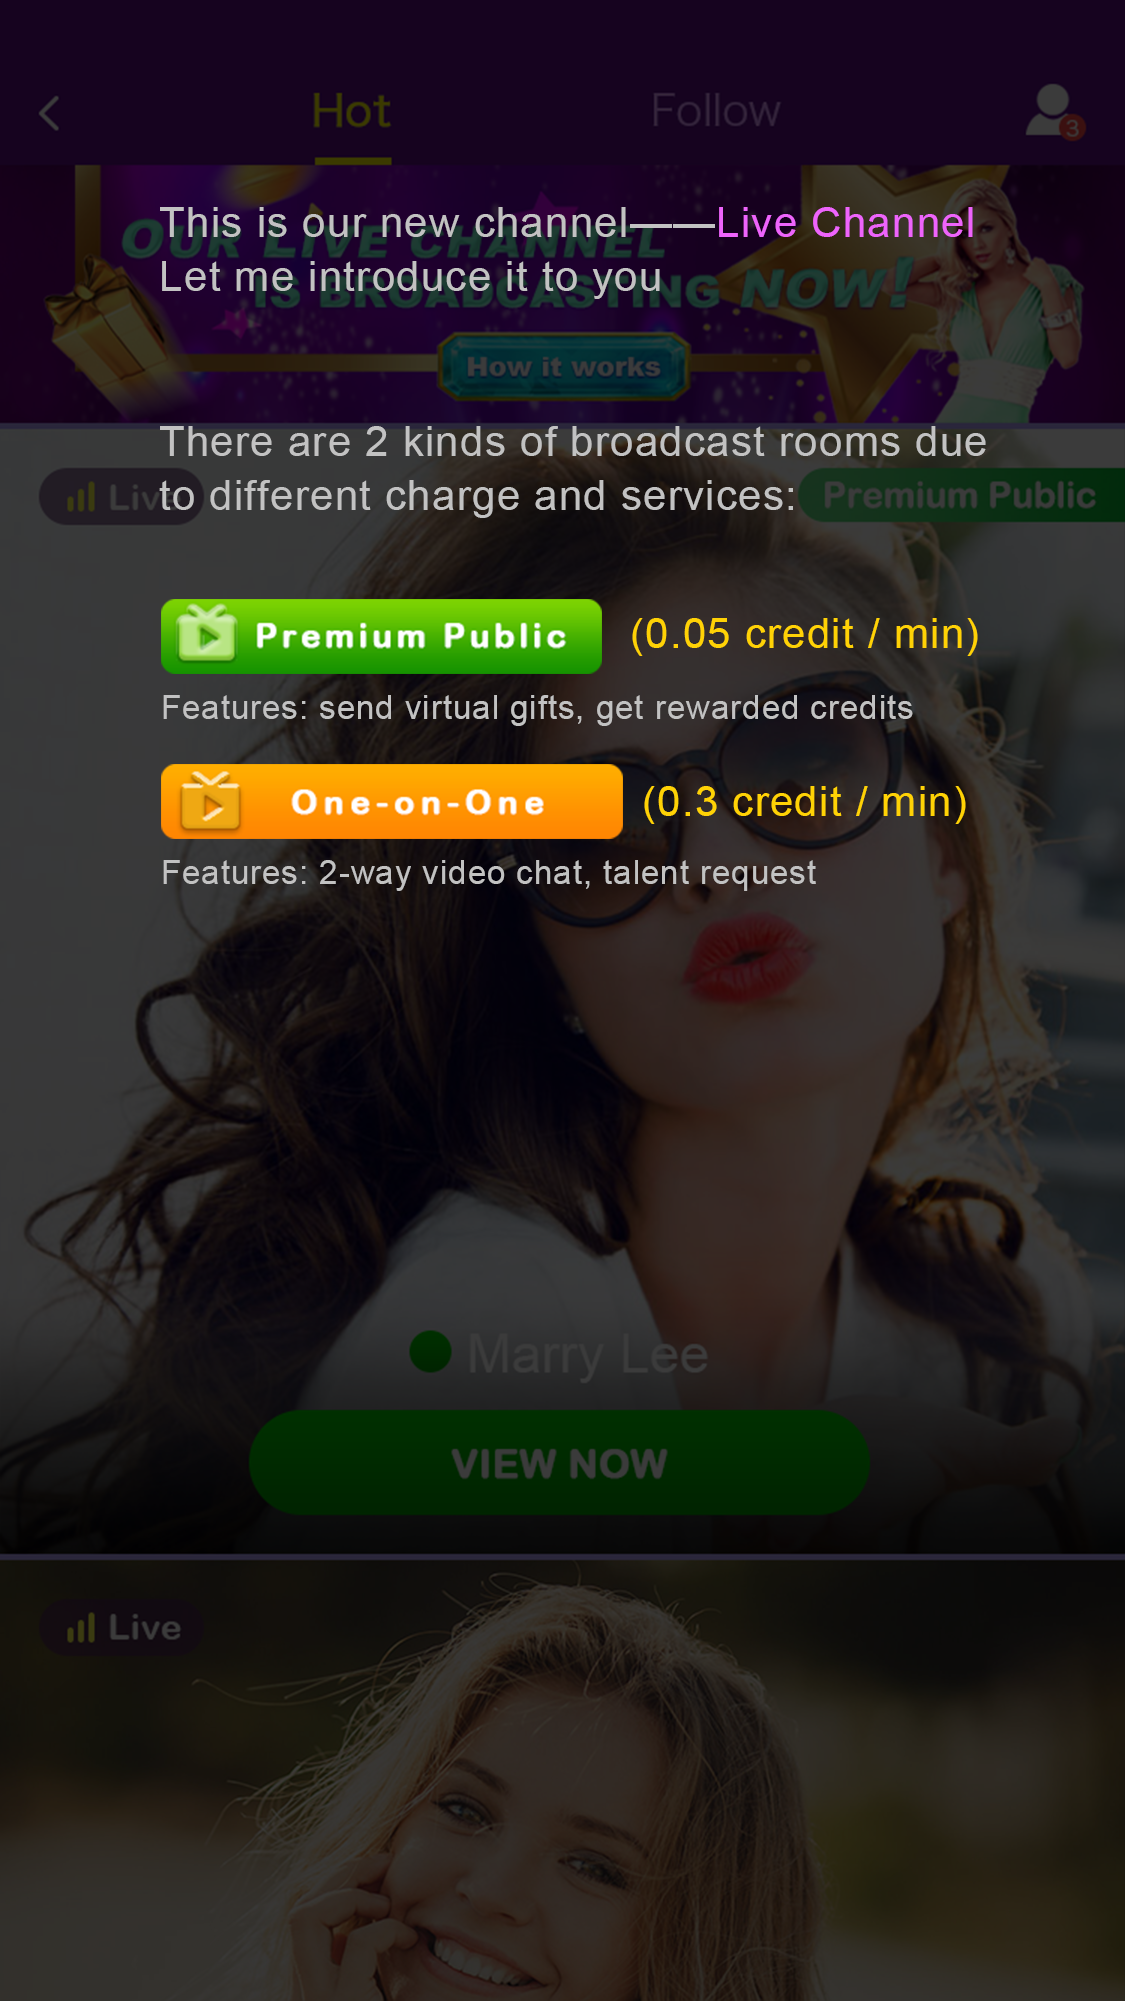 Hot
Follow
3
This is our new channel——Live Channel
Let me introduce it to you
OUR LIVE CHANNEL
IS BROADCASTING NOW!
How it works
There are 2 kinds of broadcast rooms due
to different charge and services:
Live
Premium Public
Premium Public (0.05 credit / min)
Features: send virtual gifts, get rewarded credits
One-on-One (0.3 credit / min)
Features: 2-way video chat, talent request
Marry Lee
VIEW NOW
Live